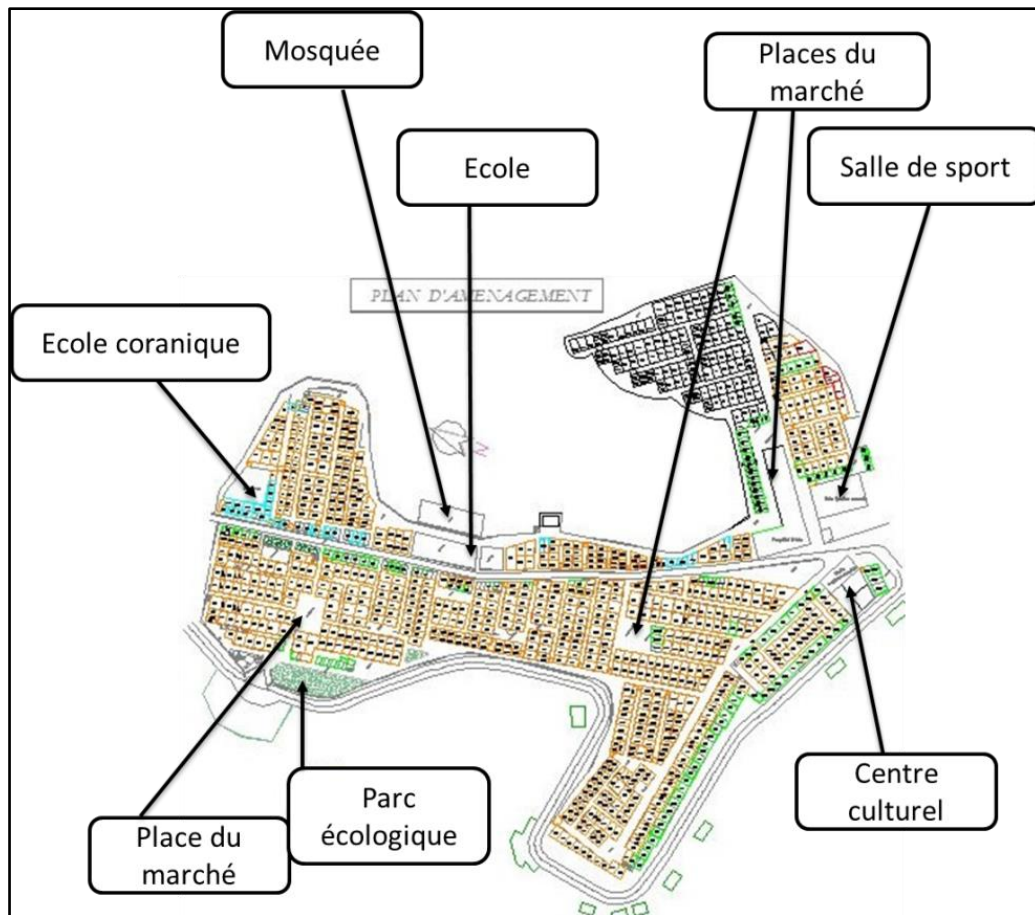 Mosquée
Places du
marché
Ecole
Salle de sport
PLAN D'AMENAGEMENT
Ecole coranique
N
Centre
culturel
Parc
écologique
Place du
marché